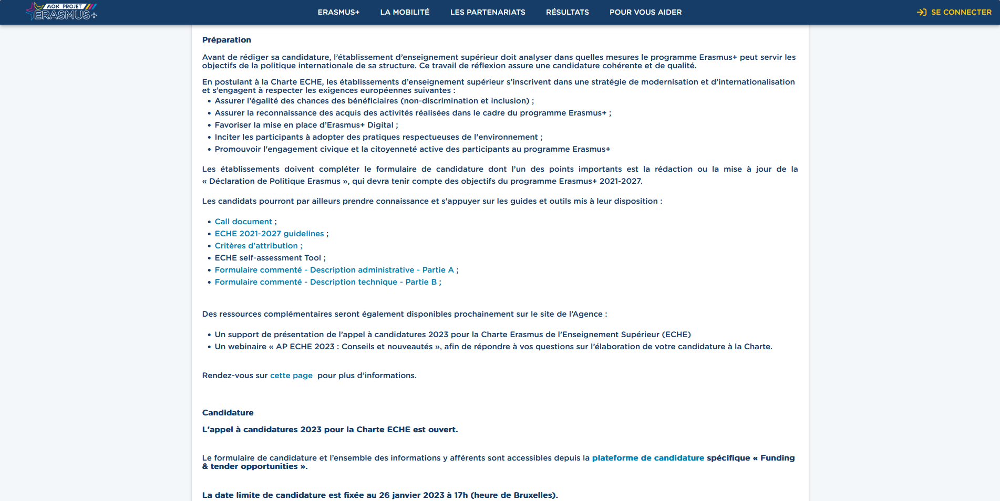 MON PROJET
ERASMUS+
ERASMUS+ LA MOBILITÉ LES PARTENARIATS RÉSULTATS POUR VOUS AIDER SE CONNECTER
Préparation
Avant de rédiger sa candidature, l’établissement d’enseignement supérieur doit analyser dans quelles mesures le programme Erasmus+ peut servir les
objectifs de la politique internationale de sa structure. Ce travail de réflexion assure une candidature cohérente et de qualité.
En postulant à la Charte ECHE, les établissements d’enseignement supérieur s’inscrivent dans une stratégie de modernisation et d’internationalisation
et s’engagent à respecter les exigences européennes suivantes :
• Assurer l’égalité des chances des bénéficiaires (non-discrimination et inclusion) ;
• Assurer la reconnaissance des acquis des activités réalisées dans le cadre du programme Erasmus+ ;
• Favoriser la mise en place d’Erasmus+ Digital ;
• Inciter les participants à adopter des pratiques respectueuses de l'environnement ;
• Promouvoir l'engagement civique et la citoyenneté active des participants au programme Erasmus+
Les établissements doivent compléter le formulaire de candidature dont l’un des points importants est la rédaction ou la mise à jour de la
« Déclaration de Politique Erasmus », qui devra tenir compte des objectifs du programme Erasmus+ 2021-2027.
Les candidats pourront par ailleurs prendre connaissance et s'appuyer sur les guides et outils mis à leur disposition :
• Call document ;
• ECHE 2021-2027 guidelines ;
• Critères d'attribution ;
• ECHE self-assessment Tool ;
• Formulaire commenté - Description administrative - Partie A ;
• Formulaire commenté - Description technique - Partie B ;
Des ressources complémentaires seront également disponibles prochainement sur le site de l’Agence :
• Un support de présentation de l’appel à candidatures 2023 pour la Charte Erasmus de l’Enseignement Supérieur (ECHE)
• Un webinaire « AP ECHE 2023 : Conseils et nouveautés », afin de répondre à vos questions sur l’élaboration de votre candidature à la Charte.
Rendez-vous sur cette page pour plus d’informations.
Candidature
L'appel à candidatures 2023 pour la Charte ECHE est ouvert.
Le formulaire de candidature et l’ensemble des informations y afférents sont accessibles depuis la plateforme de candidature spécifique « Funding
& tender opportunities ».
La date limite de candidature est fixée au 26 janvier 2023 à 17h (heure de Bruxelles).